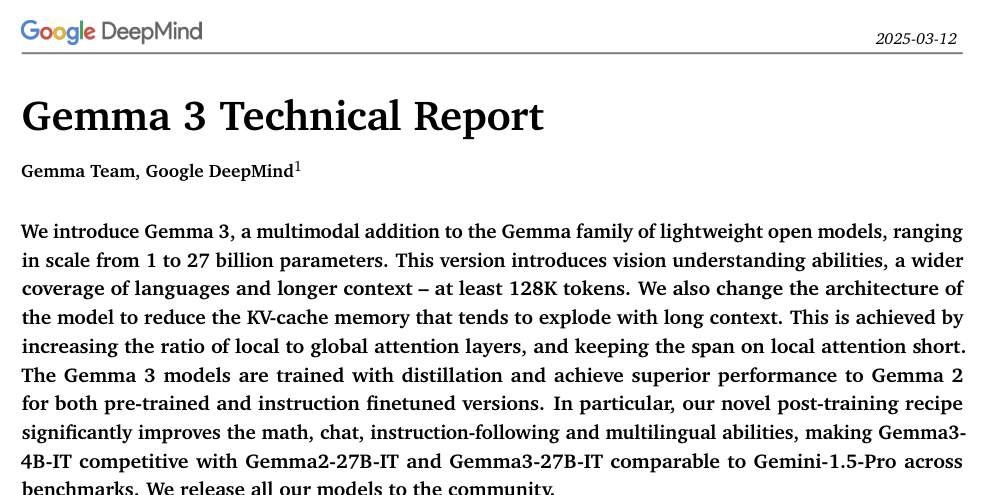 Google DeepMind
2025-03-12
Gemma 3 Technical Report
Gemma Team, Google DeepMind¹
We introduce Gemma 3, a multimodal addition to the Gemma family of lightweight open models, ranging
in scale from 1 to 27 billion parameters. This version introduces vision understanding abilities, a wider
coverage of languages and longer context – at least 128K tokens. We also change the architecture of
the model to reduce the KV-cache memory that tends to explode with long context. This is achieved by
increasing the ratio of local to global attention layers, and keeping the span on local attention short.
The Gemma 3 models are trained with distillation and achieve superior performance to Gemma 2
for both pre-trained and instruction finetuned versions. In particular, our novel post-training recipe
significantly improves the math, chat, instruction-following and multilingual abilities, making Gemma3-
4B-IT competitive with Gemma2-27B-IT and Gemma3-27B-IT comparable to Gemini-1.5-Pro across
benchmarks. We release all our models to the community.